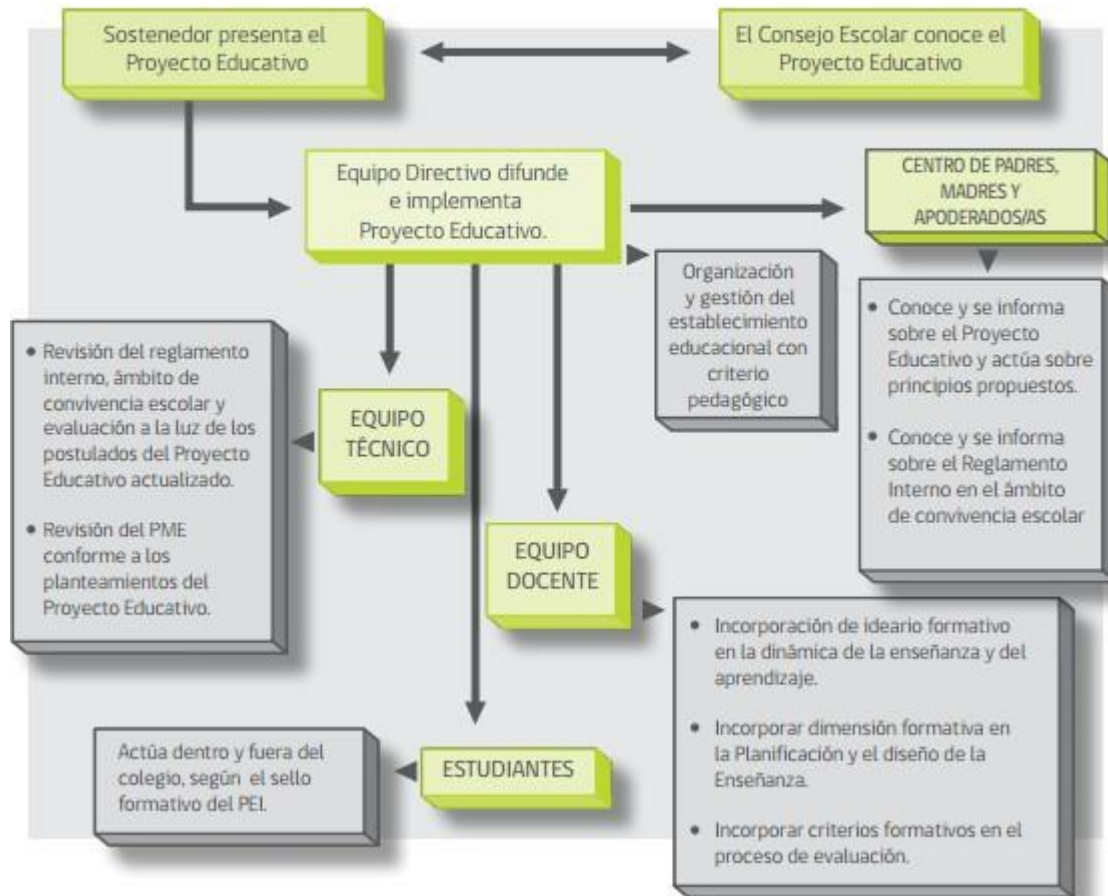 Sostenedor presenta el
Proyecto Educativo
El Consejo Escolar conoce el
Proyecto Educativo
Equipo Directivo difunde
e implementa
Proyecto Educativo.
CENTRO DE PADRES,
MADRES Y
APODERADOS/AS
Organización
y gestión del
establecimiento
educacional con
criterio
pedagógico
• Conoce y se informa
sobre el Proyecto
Educativo y actúa sobre
principios propuestos.
• Conoce y se informa
sobre el Reglamento
Interno en el ámbito
de convivencia escolar
• Revisión del reglamento
interno, ámbito de
convivencia escolar y
evaluación a la luz de los
postulados del Proyecto
Educativo actualizado.
• Revisión del PME
conforme a los
planteamientos del
Proyecto Educativo.
EQUIPO
TÉCNICO
EQUIPO
DOCENTE
• Incorporación de ideario formativo
en la dinámica de la enseñanza y del
aprendizaje.
• Incorporar dimensión formativa en
la Planificación y el diseño de la
Enseñanza.
• Incorporar criterios formativos en el
proceso de evaluación.
ESTUDIANTES
Actúa dentro y fuera del
colegio, según el sello
formativo del PEI.